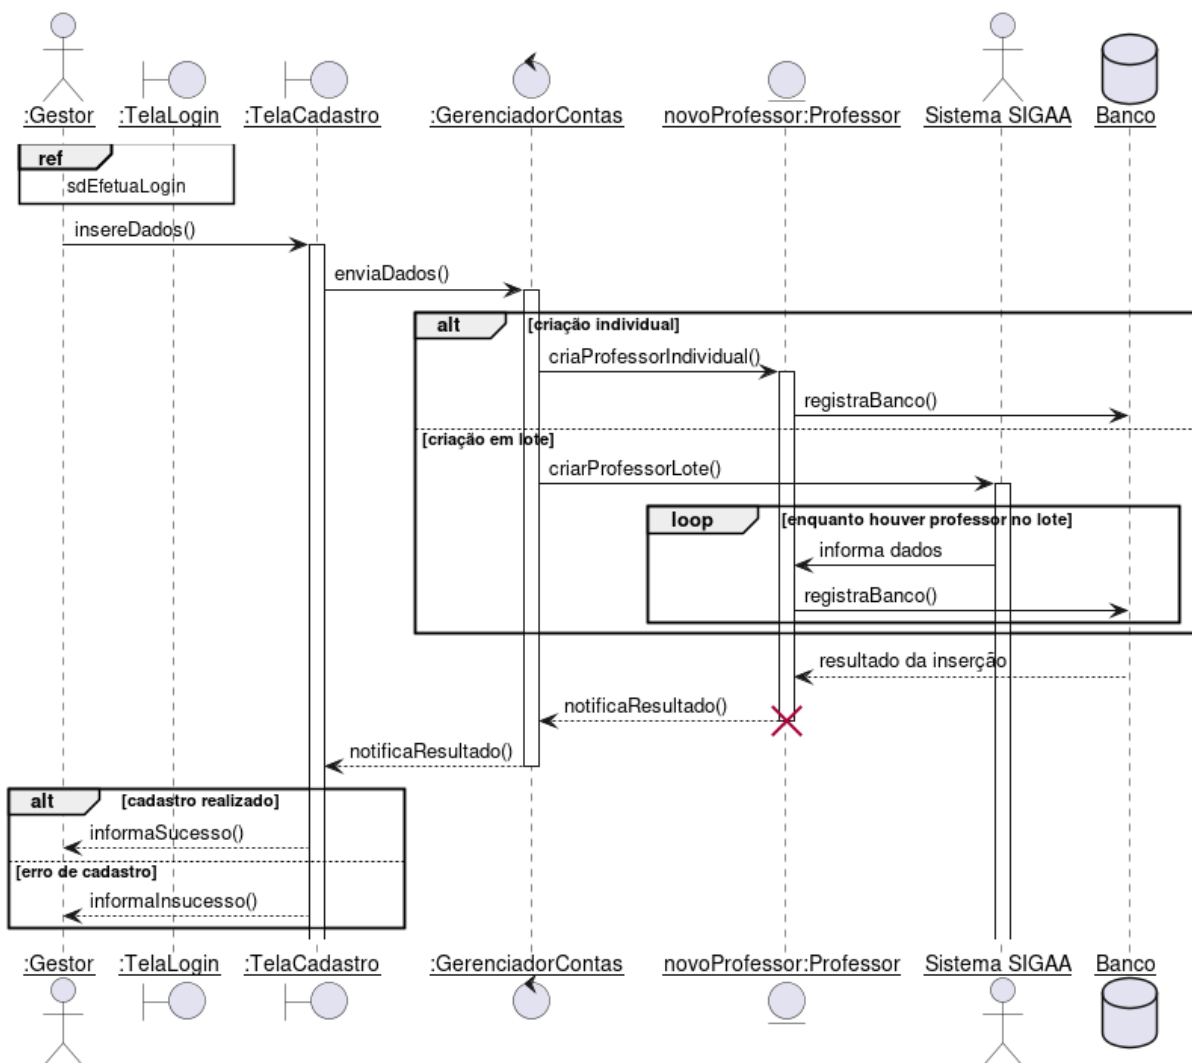 :Gestor :TelaLogin :TelaCadastro :GerenciadorContas novoProfessor:Professor Sistema SIGAA Banco
ref
sdEfetuaLogin
insereDados()
enviaDados()
alt [criação individual]
criaProfessorIndividual()
registraBanco()
[criação em lote]
criarProfessorLote()
loop [enquanto houver professor no lote]
informa dados
registraBanco()
resultado da inserção
notificaResultado()
notificaResultado()
alt [cadastro realizado]
informaSucesso()
[erro de cadastro]
informaInsucesso()
:Gestor :TelaLogin :TelaCadastro :GerenciadorContas novoProfessor:Professor Sistema SIGAA Banco